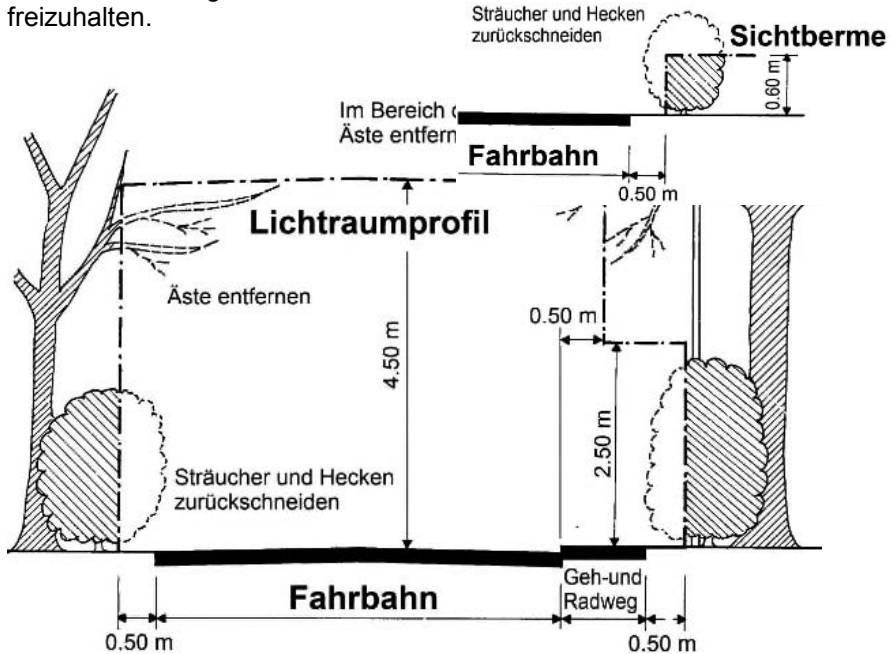 freizuhalten.
Sträucher und Hecken
zurückschneiden
Sichtberme
0.60 m
Im Bereich
Äste
Fahrbahn
0.50 m
Lichtraumprofil
Äste entfernen
0.50 m
4.50 m
2.50 m
Sträucher und Hecken
zurückschneiden
Geh-und
Radweg
Fahrbahn
0.50 m
0.50 m